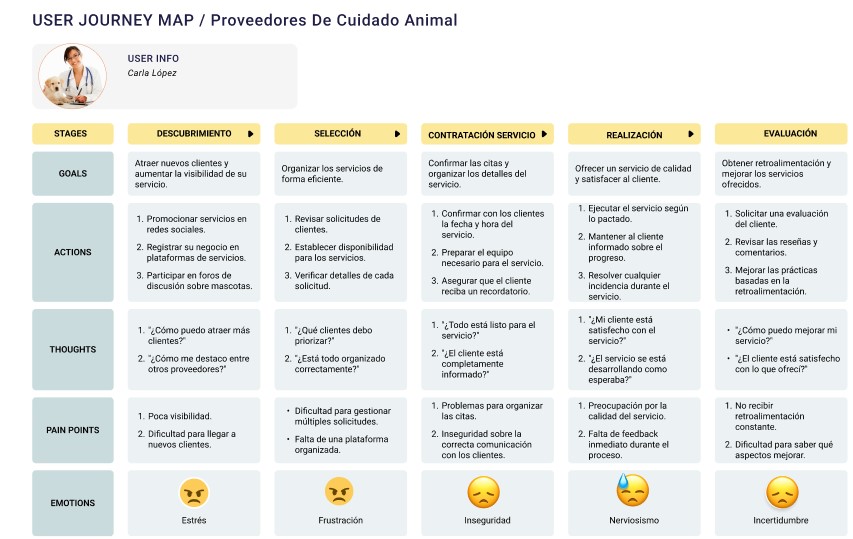 USER JOURNEY MAP / Proveedores De Cuidado Animal
USER INFO
Carla López
STAGES
DESCUBRIMIENTO
SELECCIÓN
CONTRATACIÓN SERVICIO
REALIZACIÓN
EVALUACIÓN
GOALS
Atraer nuevos clientes y
aumentar la visibilidad de su
servicio.
Organizar los servicios de
forma eficiente.
Confirmar las citas y
organizar los detalles del
servicio.
Ofrecer un servicio de calidad
y satisfacer al cliente.
Obtener retroalimentación y
mejorar los servicios
ofrecidos.
ACTIONS
1. Promocionar servicios en
redes sociales.
2. Registrar su negocio en
plataformas de servicios.
3. Participar en foros de
discusión sobre mascotas.
1. Revisar solicitudes de
clientes.
2. Establecer disponibilidad
para los servicios.
3. Verificar detalles de cada
solicitud.
1. Confirmar con los clientes
la fecha y hora del
servicio.
2. Preparar el equipo
necesario para el servicio.
3. Asegurar que el cliente
reciba un recordatorio.
1. Ejecutar el servicio según
lo pactado.
2. Mantener al cliente
informado sobre el
progreso.
3. Resolver cualquier
incidencia durante el
servicio.
1. Solicitar una evaluación
del cliente.
2. Revisar las reseñas y
comentarios.
3. Mejorar las prácticas
basadas en la
retroalimentación.
THOUGHTS
1. "¿Cómo puedo atraer más
clientes?"
2. "¿Cómo me destaco entre
otros proveedores?"
1. "¿Qué clientes debo
priorizar?"
2. "¿Está todo organizado
correctamente?"
1. "¿Todo está listo para el
servicio?"
2. "¿El cliente está
completamente
informado?"
1. "¿Mi cliente está
satisfecho con el
servicio?"
2. "¿El servicio se está
desarrollando como
esperaba?"
• "¿Cómo puedo mejorar mi
servicio?"
• "¿El cliente está satisfecho
con lo que ofrecí?"
PAIN POINTS
1. Poca visibilidad.
2. Dificultad para llegar a
nuevos clientes.
• Dificultad para gestionar
múltiples solicitudes.
• Falta de una plataforma
organizada.
1. Problemas para organizar
las citas.
2. Inseguridad sobre la
correcta comunicación
con los clientes.
1. Preocupación por la
calidad del servicio.
2. Falta de feedback
inmediato durante el
proceso.
1. No recibir
retroalimentación
constante.
2. Dificultad para saber qué
aspectos mejorar.
EMOTIONS
Estrés
Frustración
Inseguridad
Nerviosismo
Incertidumbre